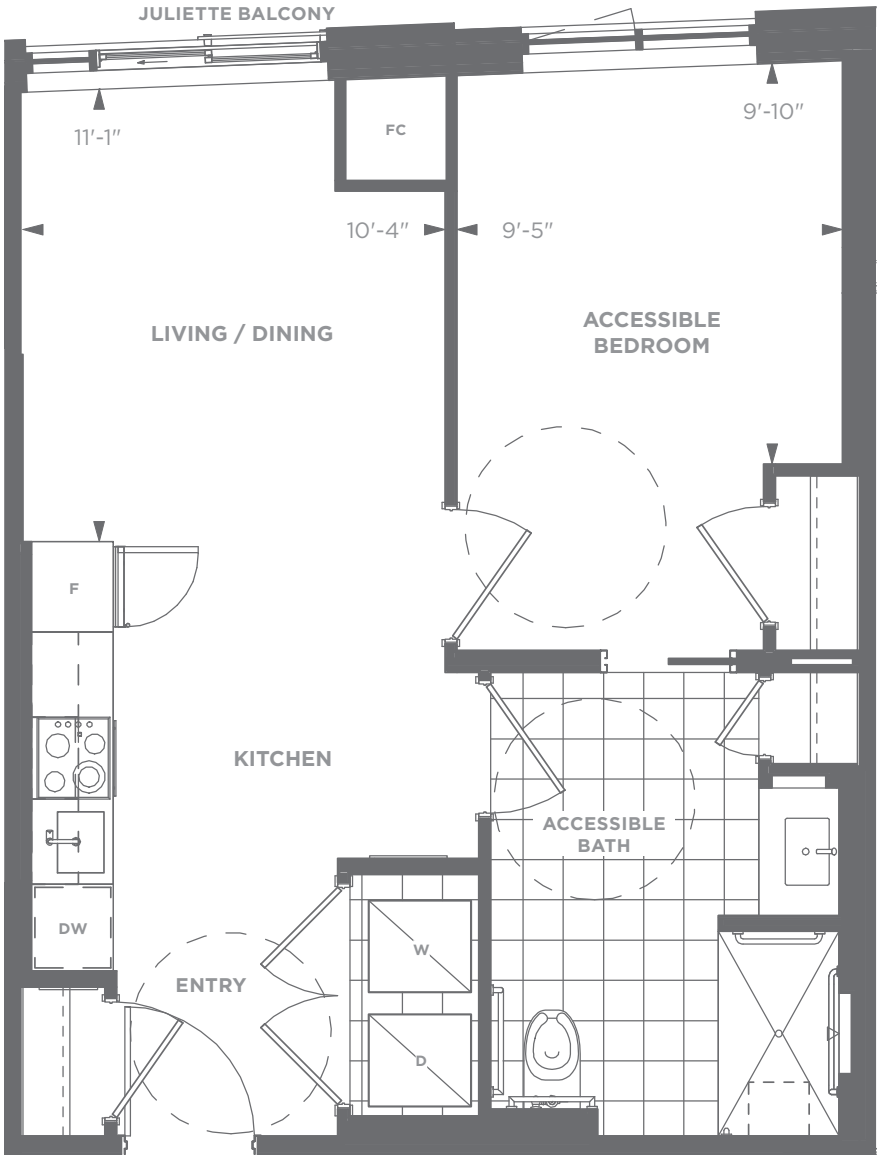 JULIETTE BALCONY
11'-1"
FC
9'-10"
10'-4"
9'-5"
LIVING / DINING
ACCESSIBLE
BEDROOM
F
KITCHEN
ACCESSIBLE
BATH
DW
W
ENTRY
D